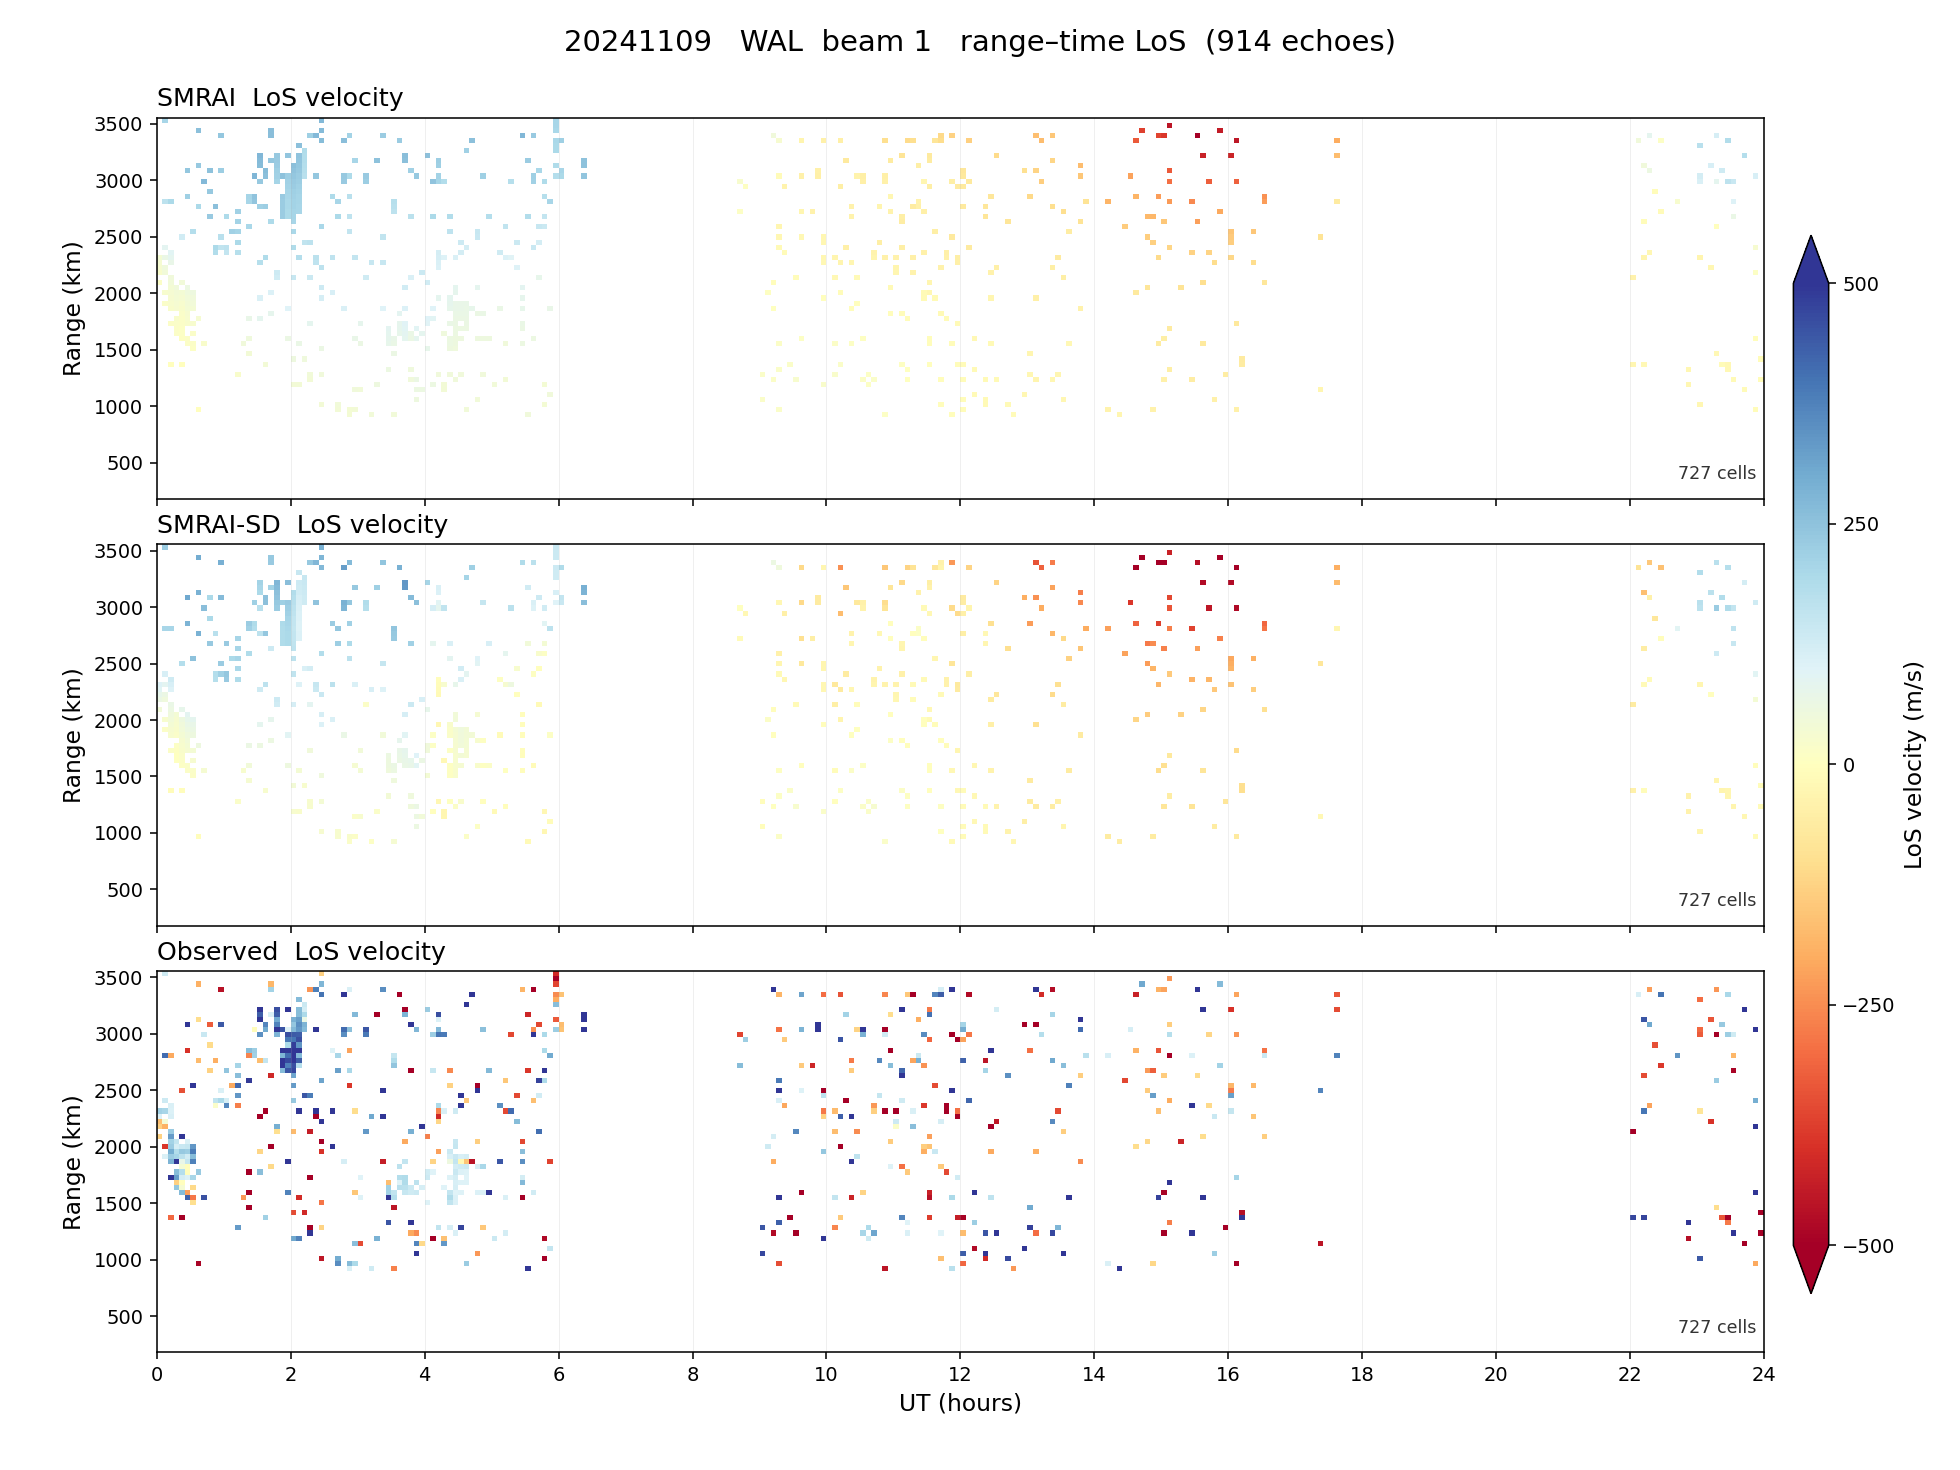 20241109   WAL  beam 1   range–time LoS  (914 echoes)
SMRAI  LoS velocity
3500
3000
2500
2000
1500
1000
500
Range (km)
727 cells
SMRAI-SD  LoS velocity
3500
3000
2500
2000
1500
1000
500
Range (km)
727 cells
Observed  LoS velocity
3500
3000
2500
2000
1500
1000
500
Range (km)
727 cells
0 2 4 6 8 10 12 14 16 18 20 22 24
UT (hours)
500
250
0
−250
−500
LoS velocity (m/s)